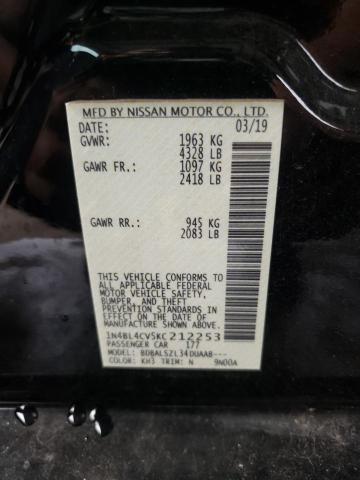 MFD BY NISSAN MOTOR CO., LTD.
DATE: 03/19
GVWR: 1963 KG
4328 LB
GAWR FR.: 1097 KG
2418 LB
GAWR RR.: 945 KG
2083 LB
THIS VEHICLE CONFORMS TO
ALL APPLICABLE FEDERAL
MOTOR VEHICLE SAFETY,
BUMPER, AND THEFT
PREVENTION STANDARDS IN
EFFECT ON THE DATE OF
MANUFACTURE SHOWN ABOVE.
1N4BL4CV5KC212253
PASSENGER CAR 177
MODEL: BDBALSZL34DUAAB---
COLOR: KH3 TRIM: N 9N00A